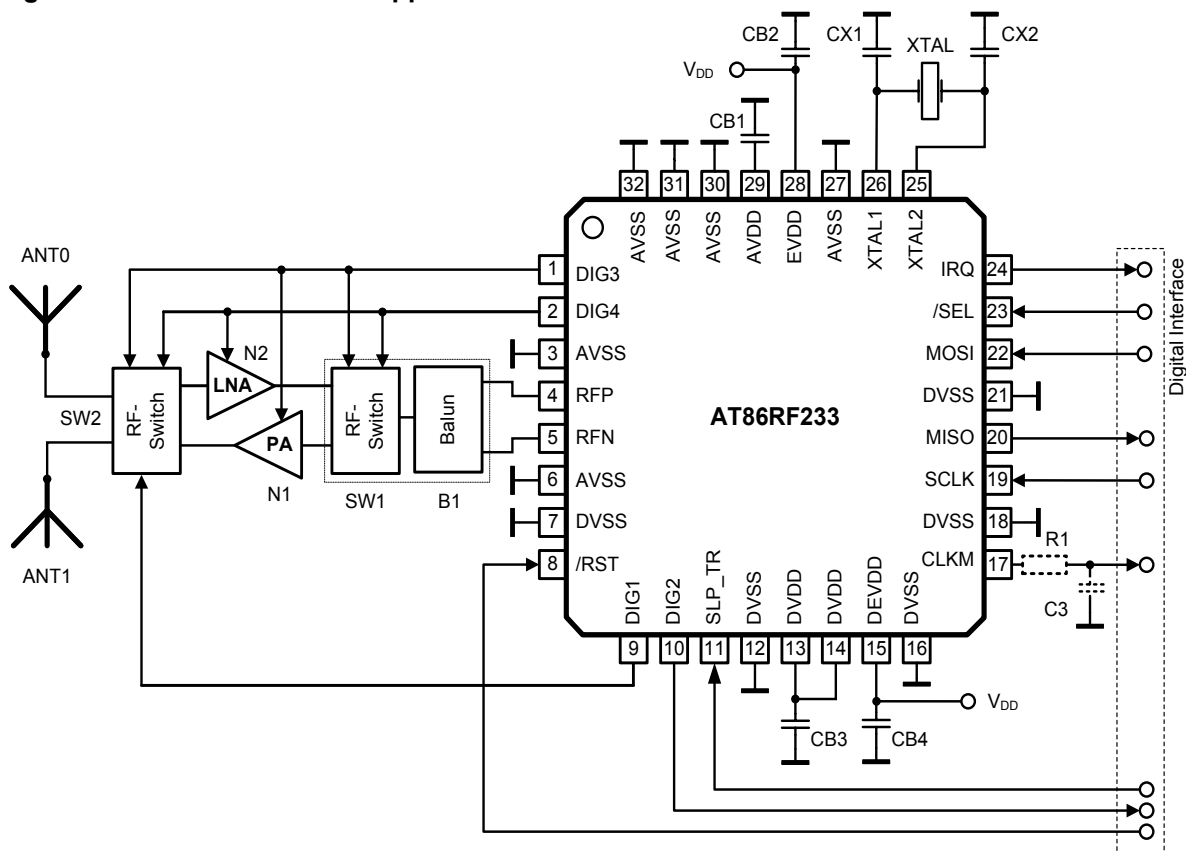 CB2
CX1
XTAL
CX2
VDD
CB1
32
31
30
29
28
27
26
25
AVSS
AVSS
AVSS
AVDD
EVDD
AVSS
XTAL1
XTAL2
ANT0
1
DIG3
IRQ
24
2
DIG4
/SEL
23
3
AVSS
MOSI
22
N2
LNA
4
RFP
DVSS
21
SW2
RF-
Switch
RF-
Switch
Balun
AT86RF233
PA
5
RFN
MISO
20
6
AVSS
SCLK
19
N1
SW1
B1
7
DVSS
DVSS
18
R1
ANT1
8
/RST
CLKM
17
C3
DIG1
DIG2
SLP_TR
DVSS
DVDD
DVDD
DEVDD
DVSS
9
10
11
12
13
14
15
16
VDD
CB3
CB4
Digital Interface